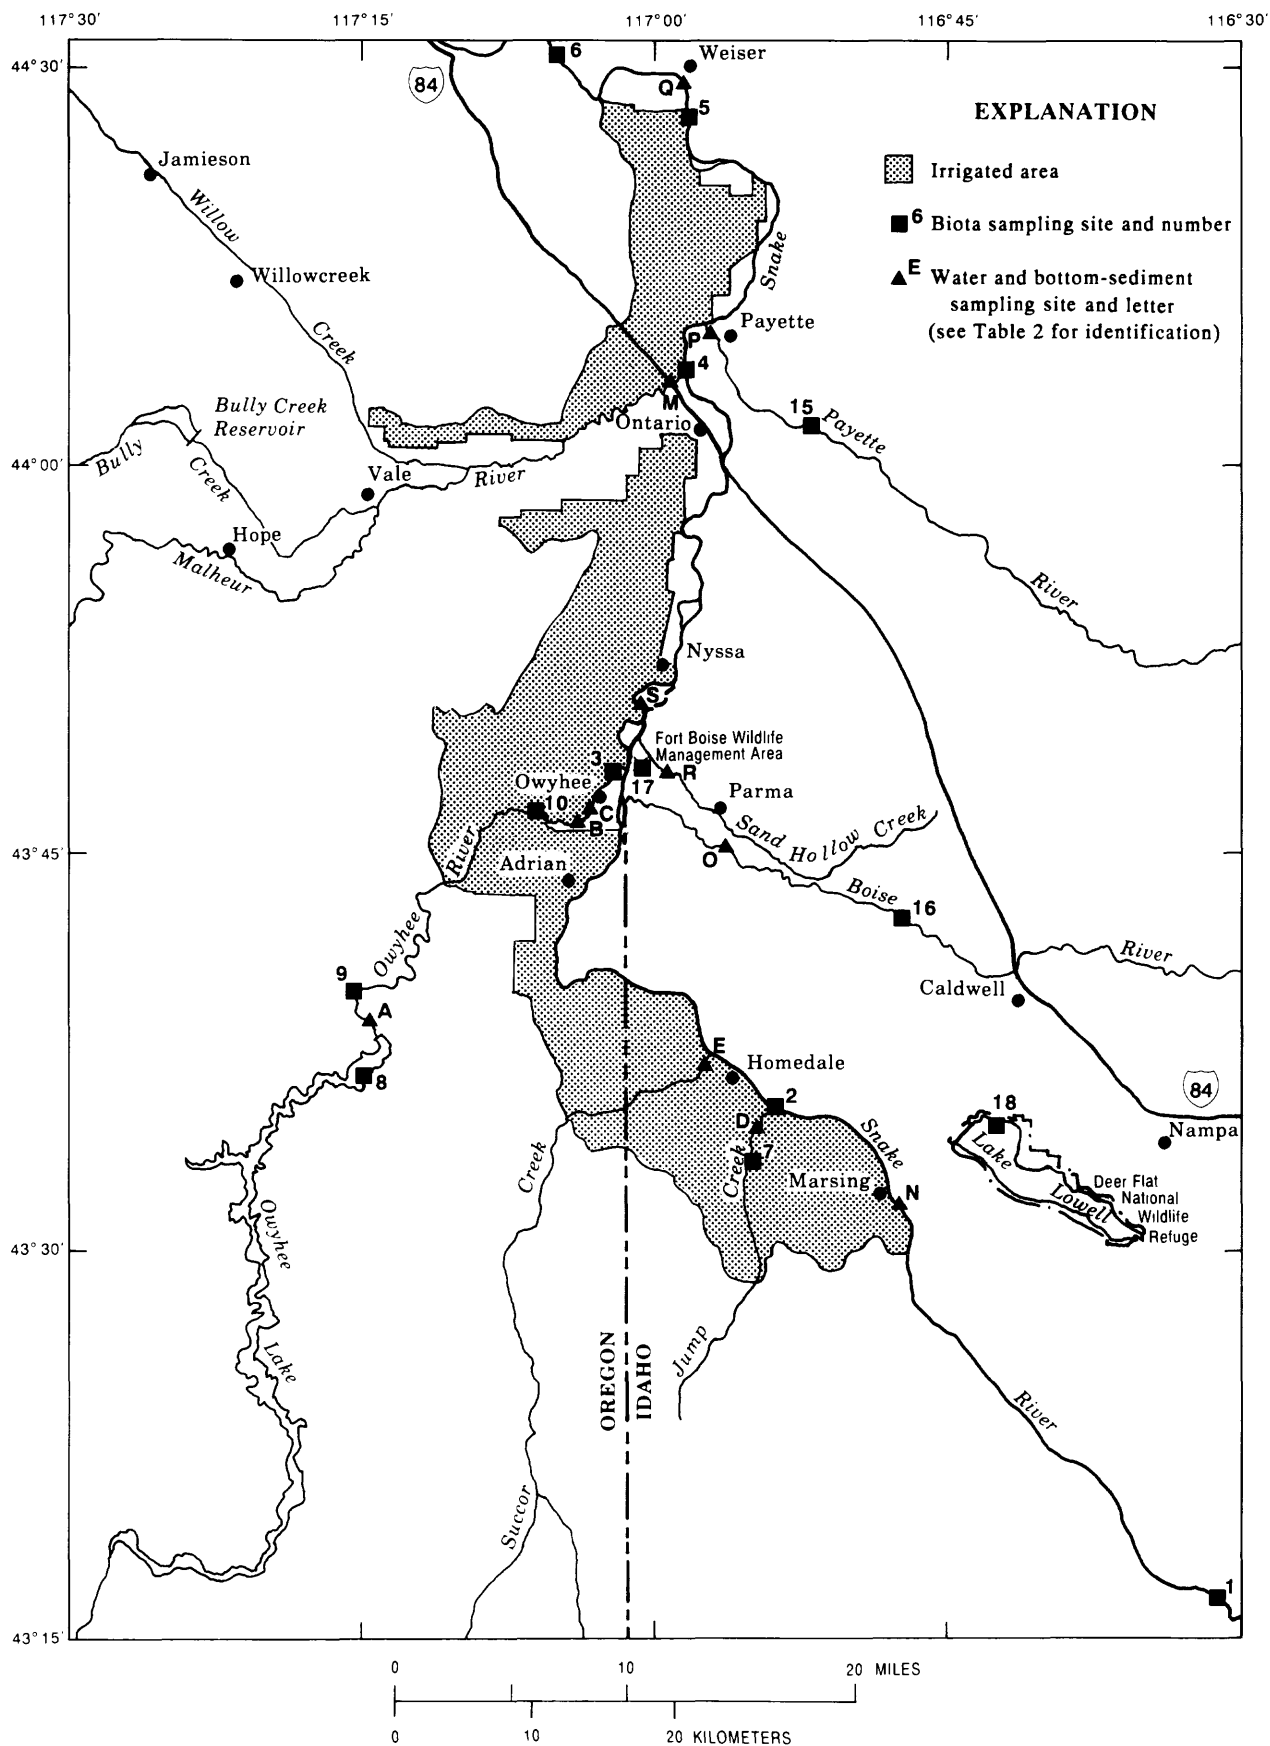 117°30′ 117°15′ 117°00′ 116°45′ 116°30′
44°30′
84
6
Weiser
Q
5
EXPLANATION
Irrigated area
6 Biota sampling site and number
E Water and bottom-sediment
sampling site and letter
(see Table 2 for identification)
Jamieson
Willow
Willowcreek
Creek
Snake
Payette
P
4
M
Ontario
15
Payette
River
Bully Creek
Reservoir
Bully
Creek
44°00′
Vale
River
Hope
Malheur
Nyssa
S
Fort Boise Wildlife
Management Area
3
17
R
Owyhee
10
C
B
Parma
Sand Hollow Creek
O
43°45′
River
Adrian
Boise
16
River
Owyhee
9
A
8
Caldwell
E
Homedale
2
D
7
Creek
Snake
Marsing
N
84
Nampa
18
Lake
Lowell
Deer Flat
National
Wildlife
Refuge
Creek
43°30′
Owyhee
Lake
OREGON
IDAHO
Jump
River
Succor
1
43°15′
0 10 20 MILES
0 10 20 KILOMETERS